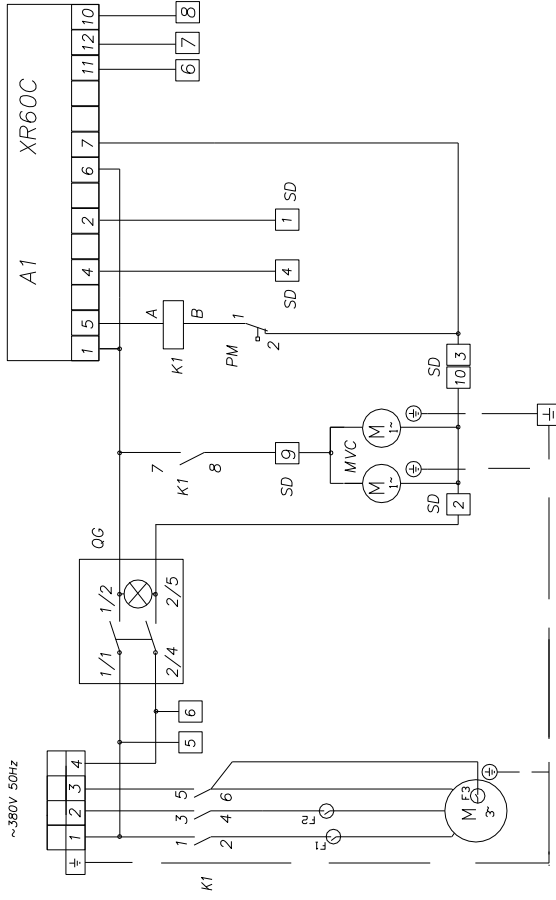 ~380V 50Hz
A1 XR60C
1 2 3 4
1 5 4 2 6 7 11 12 10
QG
1/1 1/2
2/4 2/5
5
6
6
7
8
K1
1 3 5
2 4 6
7
K1
8
A
K1
B
1
PM
2
SD
9
4
SD
1
SD
F1
F2
F3
M
3~
MVC
M
1~
M
1~
SD
2
SD
10 3